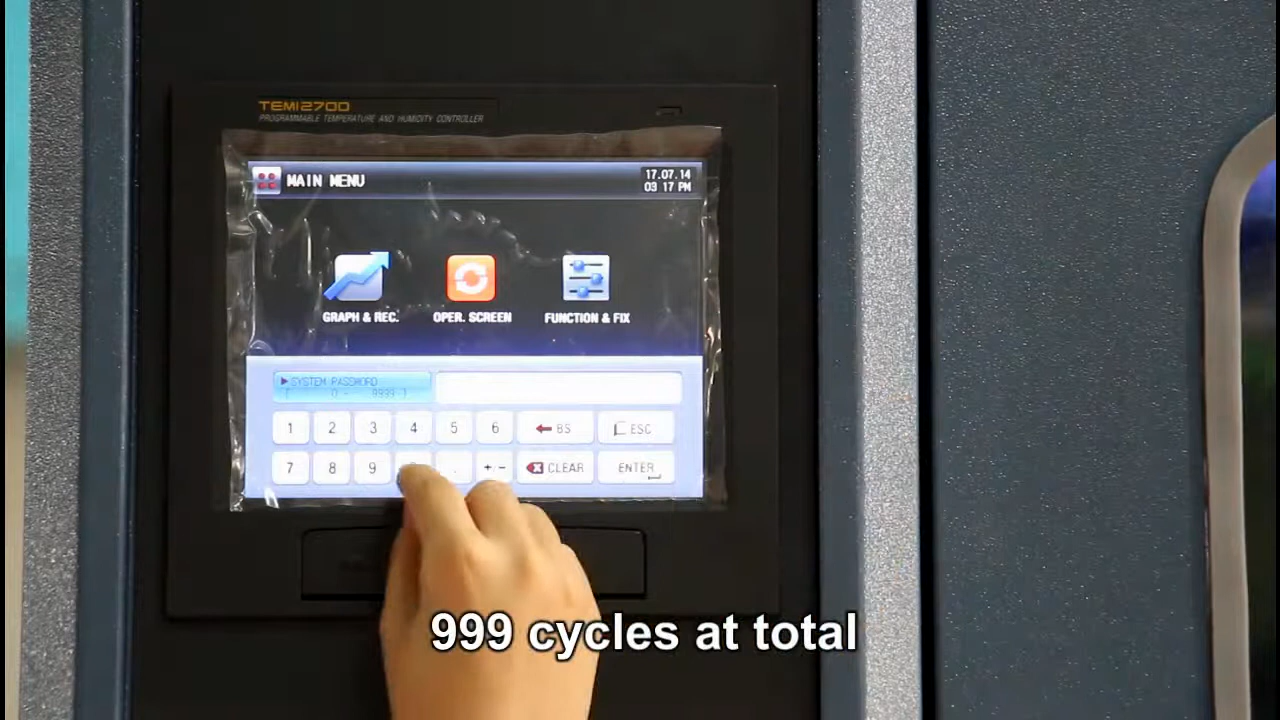 TEMI2700
PROGRAMMABLE TEMPERATURE AND HUMIDITY CONTROLLER
MAIN MENU
17.07.14
03 17 PM
GRAPH & REC.
OPER. SCREEN
FUNCTION & FIX
SYSTEM PASSWORD
[ 0 ~ 9999 ]
1 2 3 4 5 6 BS ESC
7 8 9 . + - CLEAR ENTER
999 cycles at total